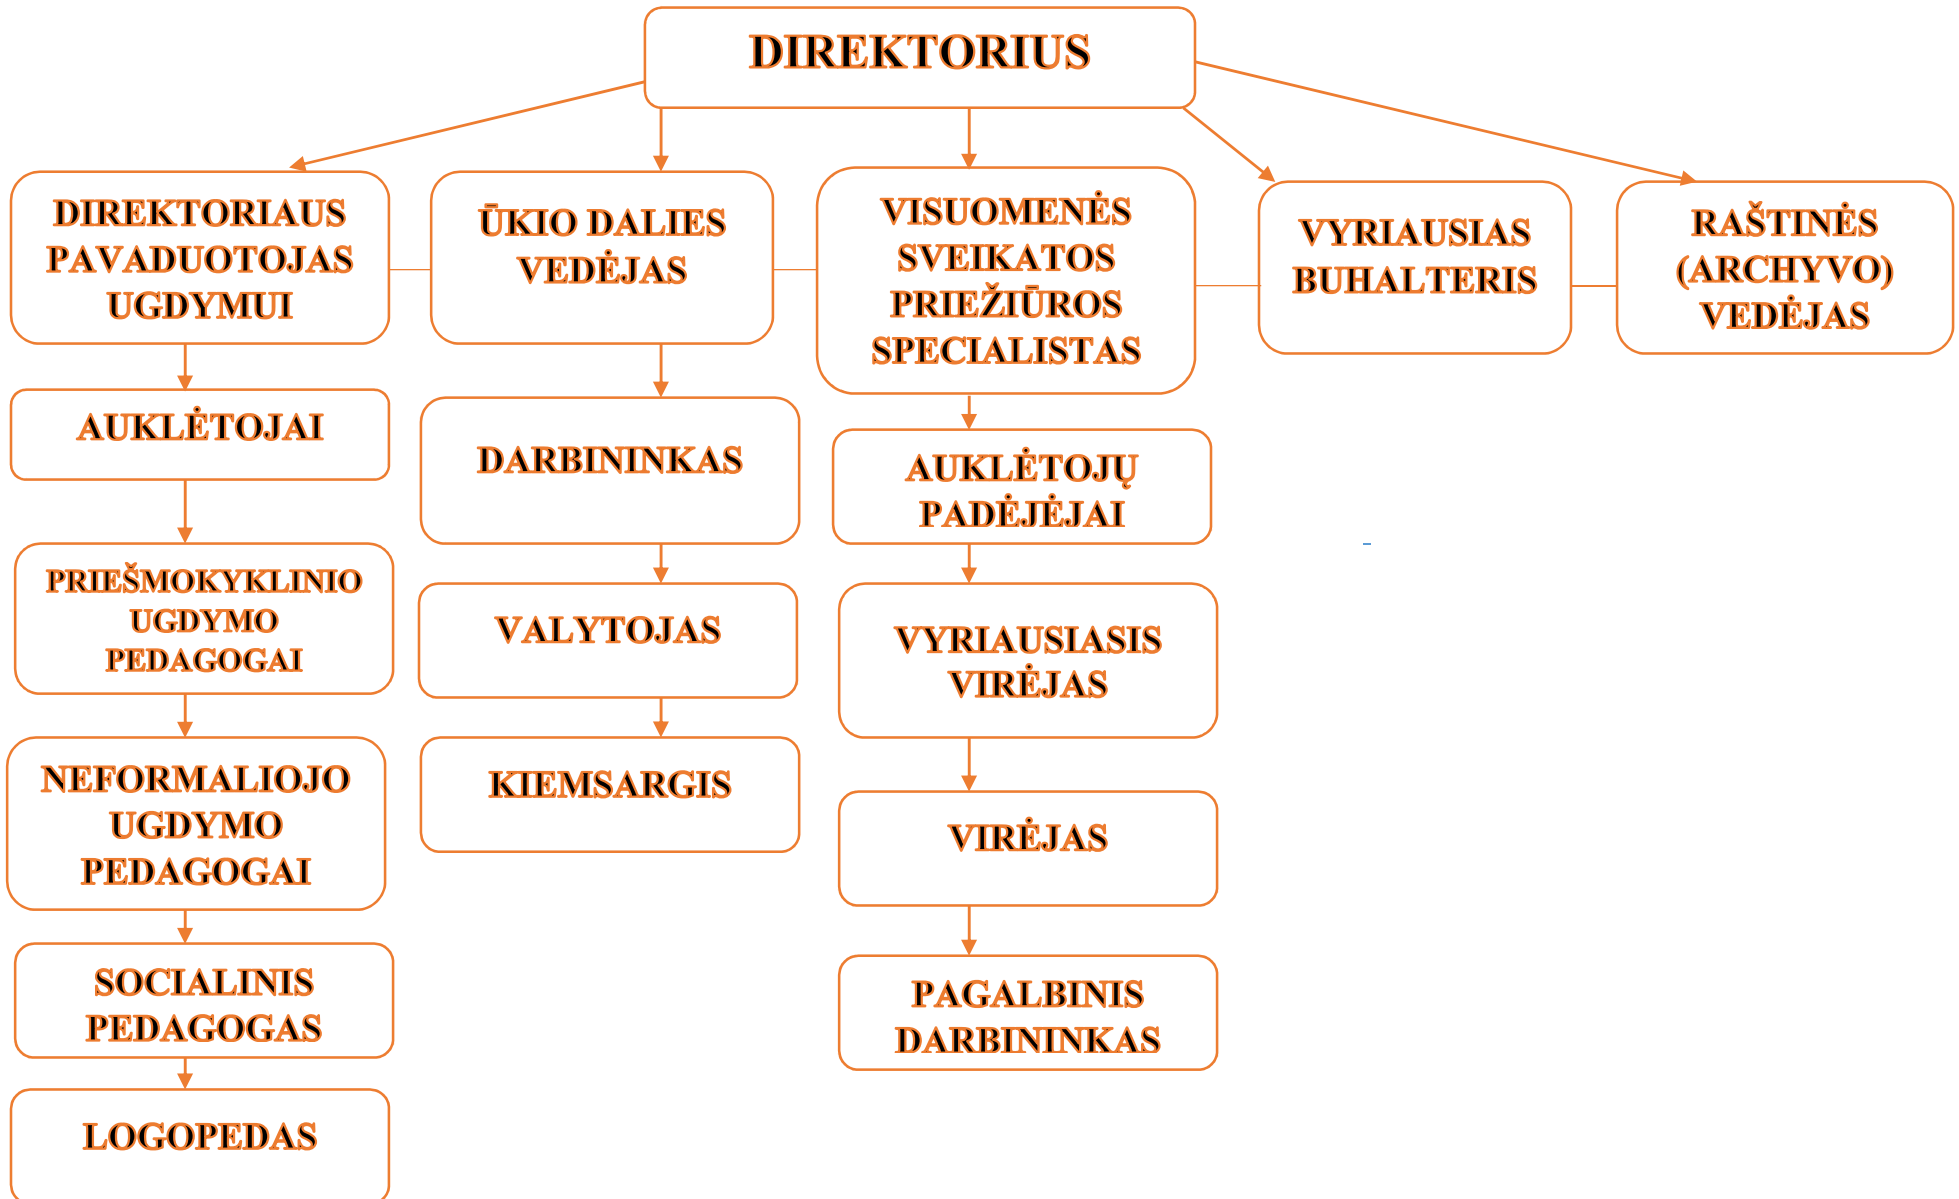 DIREKTORIUS
DIREKTORIAUS
PAVADUOTOJAS
UGDYMUI
ŪKIO DALIES
VEDĖJAS
VISUOMENĖS
SVEIKATOS
PRIEŽIŪROS
SPECIALISTAS
VYRIAUSIAS
BUHALTERIS
RAŠTINĖS
(ARCHYVO)
VEDĖJAS
AUKLĖTOJAI
PRIEŠMOKYKLINIO
UGDYMO
PEDAGOGAI
NEFORMALIOJO
UGDYMO
PEDAGOGAI
SOCIALINIS
PEDAGOGAS
LOGOPEDAS
DARBININKAS
VALYTOJAS
KIEMSARGIS
AUKLĖTOJŲ
PADĖJĖJAI
VYRIAUSIASIS
VIRĖJAS
VIRĖJAS
PAGALBINIS
DARBININKAS